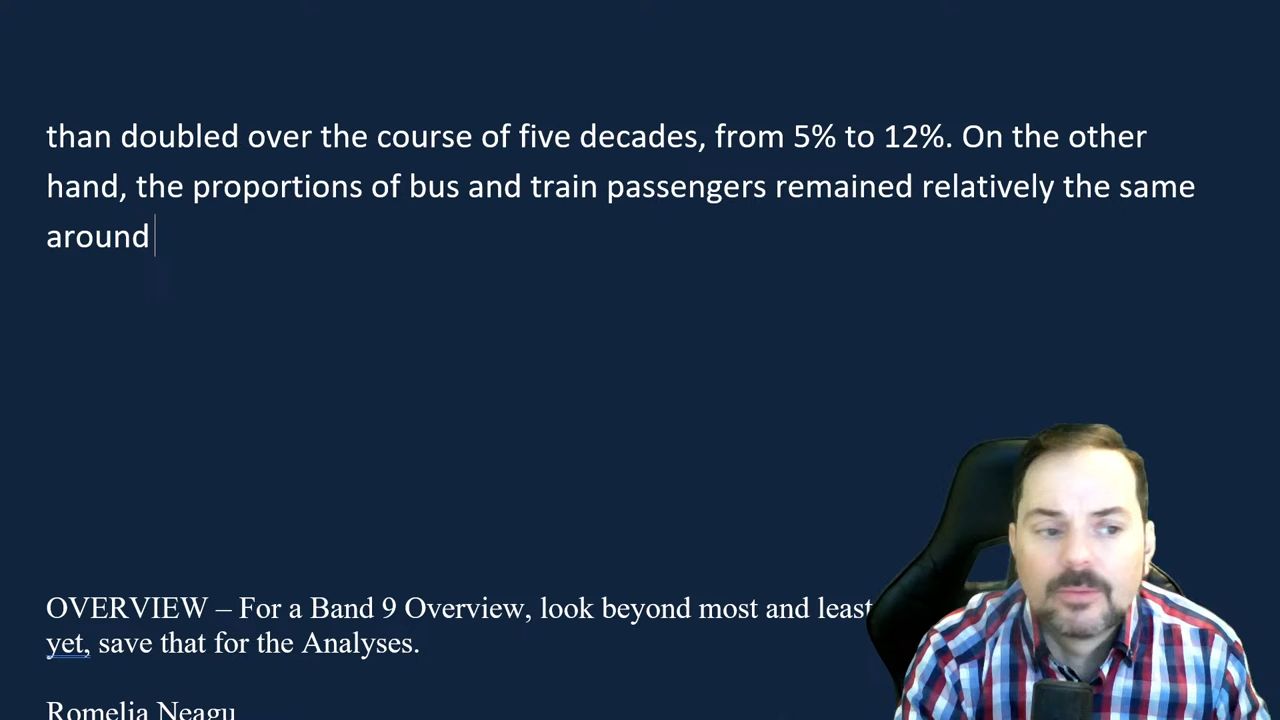 than doubled over the course of five decades, from 5% to 12%. On the other
hand, the proportions of bus and train passengers remained relatively the same
around
OVERVIEW – For a Band 9 Overview, look beyond most and least
yet, save that for the Analyses.
Romelia Neagu